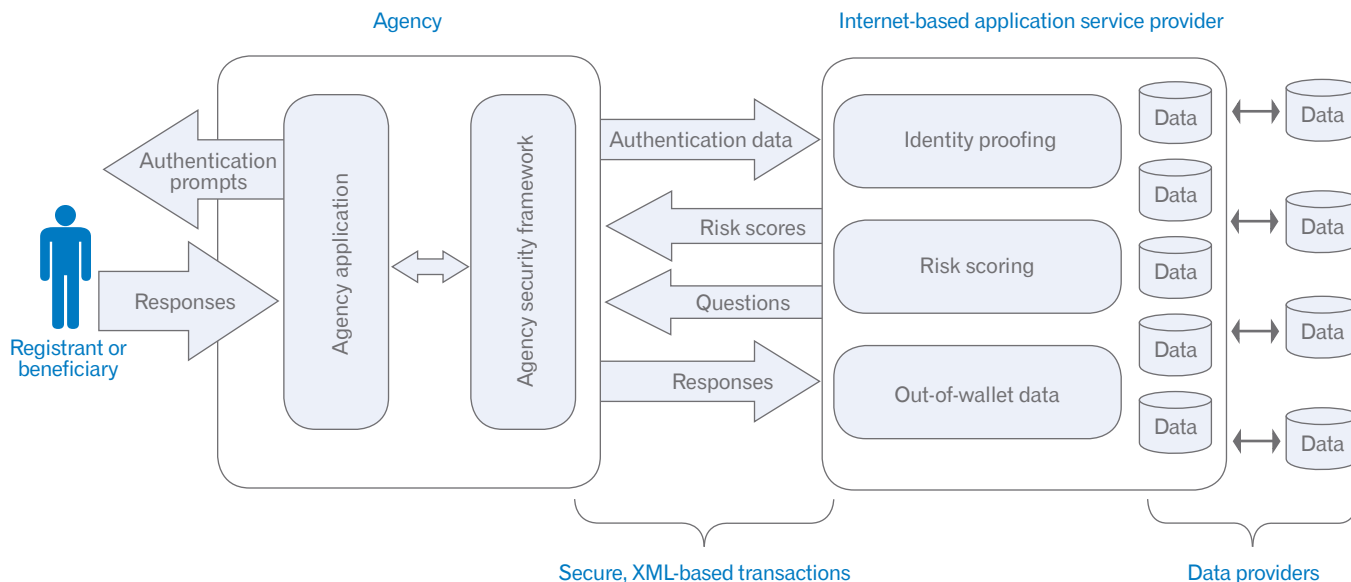 Agency
Internet-based application service provider
Authentication
prompts
Responses
Registrant or
beneficiary
Agency application
Agency security framework
Authentication data
Risk scores
Questions
Responses
Identity proofing
Risk scoring
Out-of-wallet data
Data
Data
Data
Data
Data
Data
Data
Data
Data
Secure, XML-based transactions
Data providers